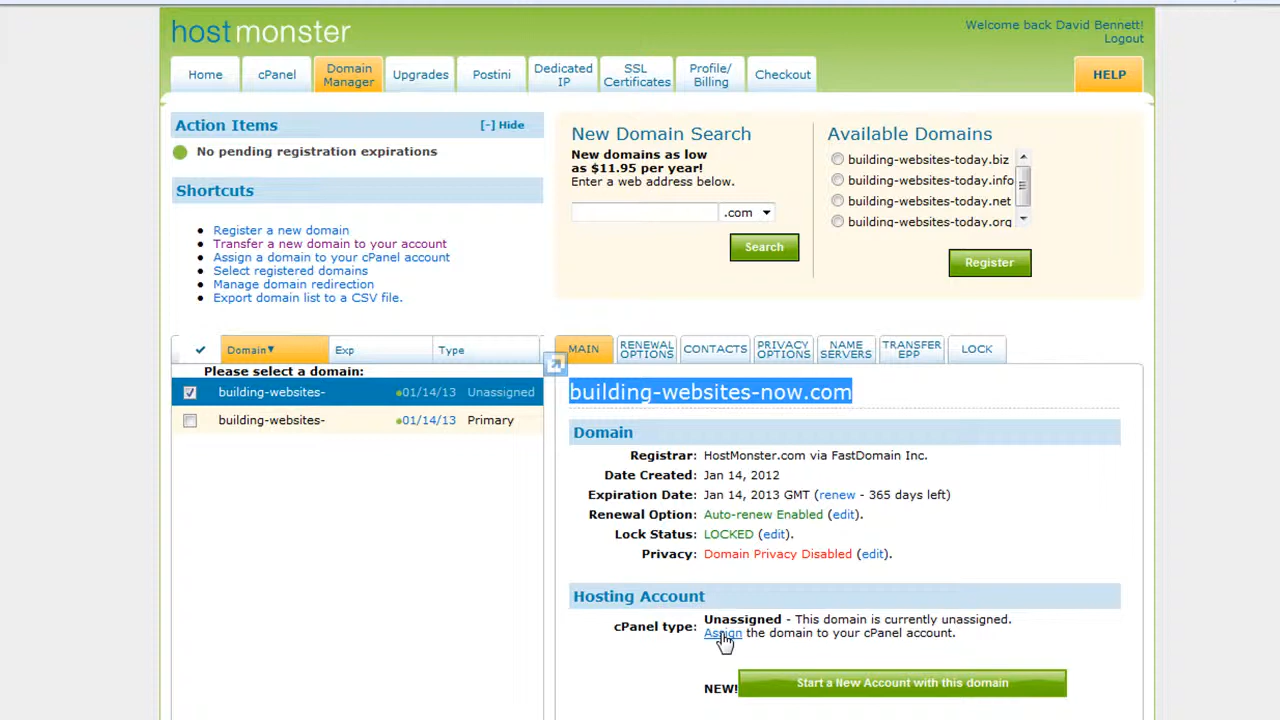 hostmonster
Welcome back David Bennett!
Logout
Home
cPanel
Domain
Manager
Upgrades
Postini
Dedicated
IP
SSL
Certificates
Profile/
Billing
Checkout
HELP
Action Items
[-] Hide
No pending registration expirations
Shortcuts
Register a new domain
Transfer a new domain to your account
Assign a domain to your cPanel account
Select registered domains
Manage domain redirection
Export domain list to a CSV file.
New Domain Search
New domains as low
as $11.95 per year!
Enter a web address below.
.com
Search
Available Domains
building-websites-today.biz
building-websites-today.info
building-websites-today.net
building-websites-today.org
Register
Domain Exp Type
Please select a domain:
building-websites- 01/14/13 Unassigned
building-websites- 01/14/13 Primary
MAIN
RENEWAL
OPTIONS
CONTACTS
PRIVACY
OPTIONS
NAME
SERVERS
TRANSFER
EPP
LOCK
building-websites-now.com
Domain
Registrar: HostMonster.com via FastDomain Inc.
Date Created: Jan 14, 2012
Expiration Date: Jan 14, 2013 GMT (renew - 365 days left)
Renewal Option: Auto-renew Enabled (edit).
Lock Status: LOCKED (edit).
Privacy: Domain Privacy Disabled (edit).
Hosting Account
cPanel type: Unassigned - This domain is currently unassigned.
Assign the domain to your cPanel account.
NEW! Start a New Account with this domain